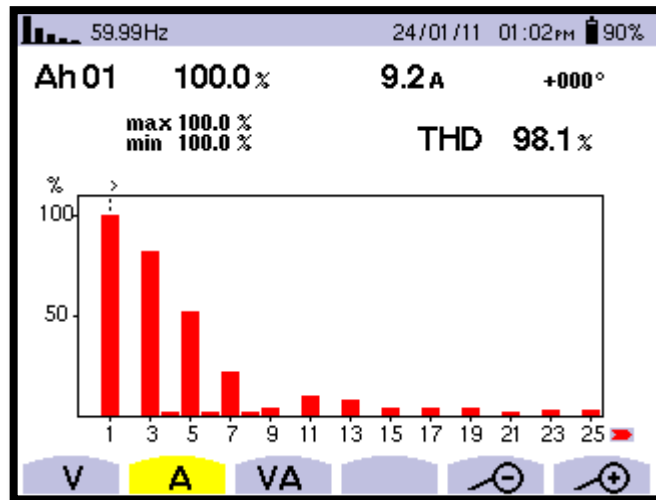 59.99Hz 24/01/11 01:02PM 90%
Ah 01 100.0 % 9.2 A +000°
max 100.0 %
min 100.0 %
THD 98.1 %
% >
100
50
1 3 5 7 9 11 13 15 17 19 21 23 25
V A VA